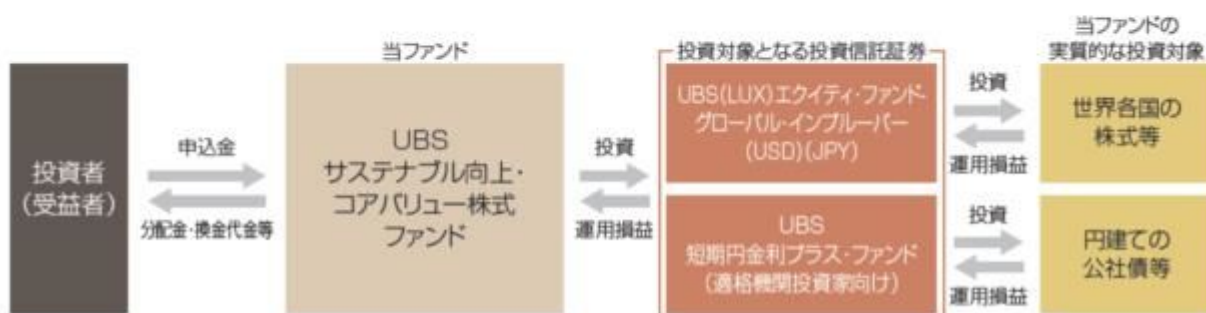 投資者
(受益者)
申込金
分配金・換金代金等
当ファンド
UBS
サステナブル向上・
コアバリュー株式
ファンド
投資
運用損益
投資対象となる投資信託証券
UBS(LUX)エクイティ・ファンド-
グローバル・インプルーバー
(USD)(JPY)
UBS
短期円金利プラス・ファンド
(適格機関投資家向け)
投資
運用損益
投資
運用損益
当ファンドの
実質的な投資対象
世界各国の
株式等
円建ての
公社債等